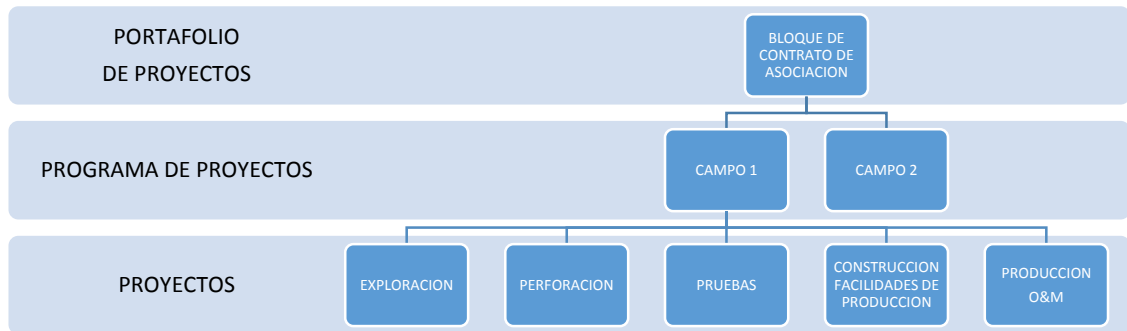 PORTAFOLIO
DE PROYECTOS
BLOQUE DE
CONTRATO DE
ASOCIACION
PROGRAMA DE PROYECTOS
CAMPO 1
CAMPO 2
PROYECTOS
EXPLORACION
PERFORACION
PRUEBAS
CONSTRUCCION
FACILIDADES DE
PRODUCCION
PRODUCCION
O&M